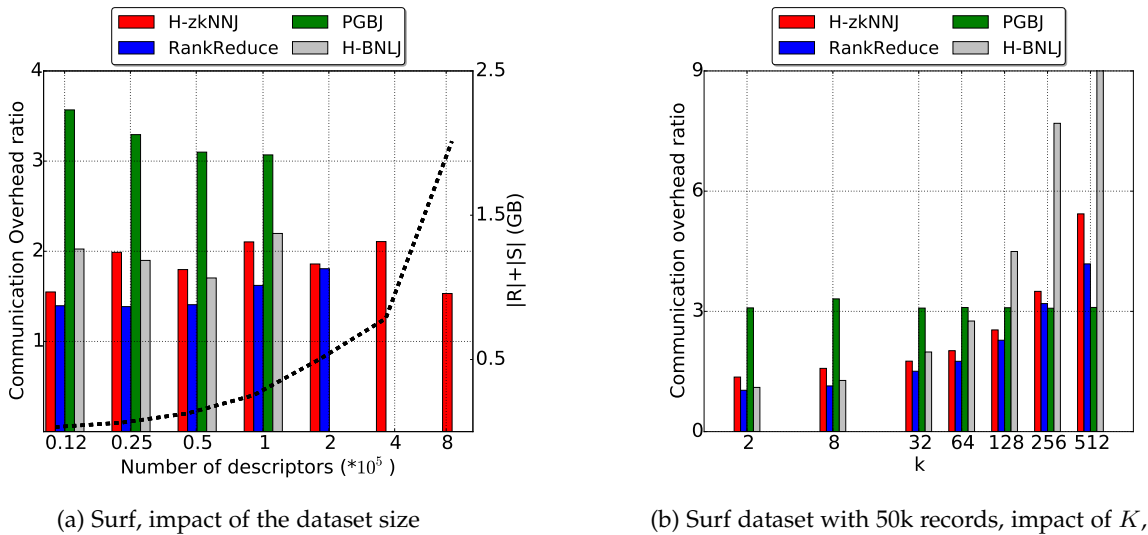 H-zkNNJ PGBJ
RankReduce H-BNLJ
4
3
2
1
Communication Overhead ratio
2.5
1.5
0.5
|R|+|S| (GB)
0.12 0.25 0.5 1 2 4 8
Number of descriptors (*10⁵ )
(a) Surf, impact of the dataset size
H-zkNNJ PGBJ
RankReduce H-BNLJ
9
6
3
0
Communication overhead ratio
2 8 32 64 128 256 512
k
(b) Surf dataset with 50k records, impact of K,